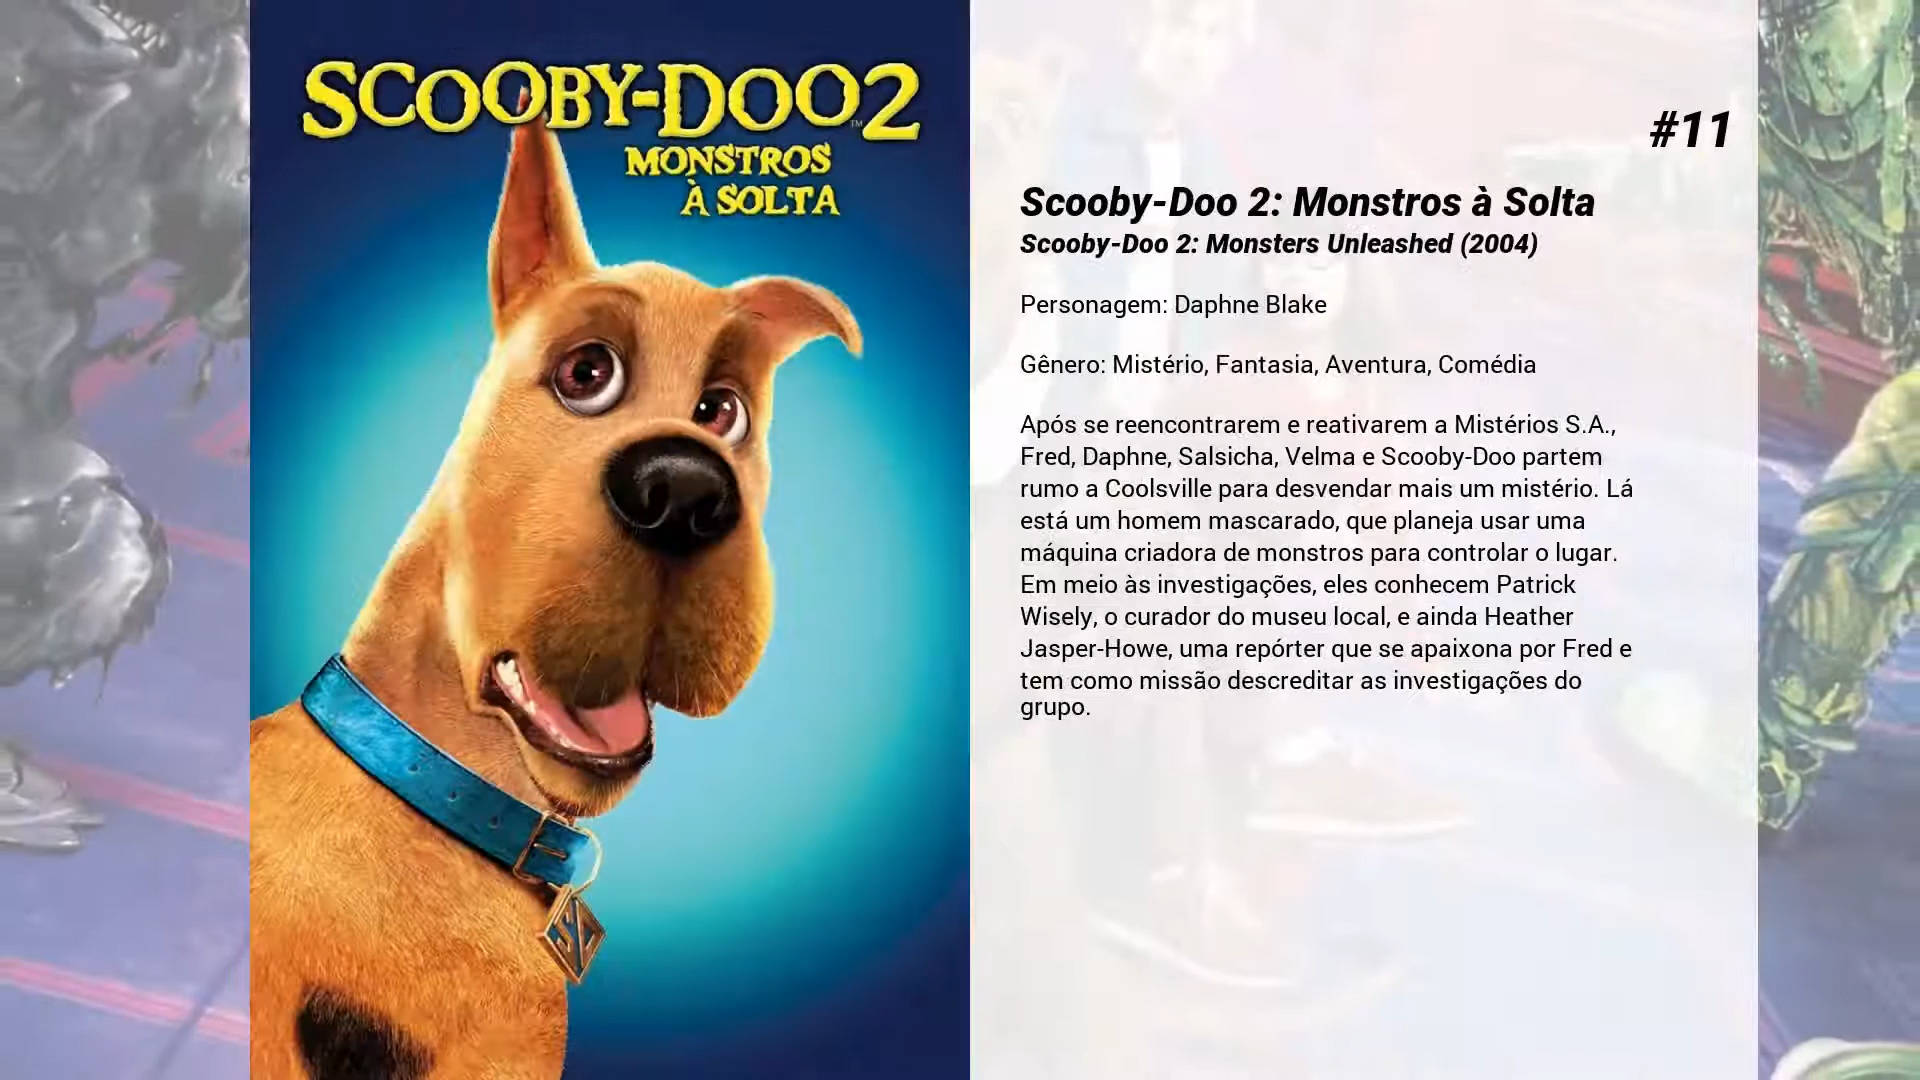 SCOOBY-DOO 2
MONSTROS
À SOLTA
#11
Scooby-Doo 2: Monstros à Solta
Scooby-Doo 2: Monsters Unleashed (2004)
Personagem: Daphne Blake
Gênero: Mistério, Fantasia, Aventura, Comédia
Após se reencontrarem e reativarem a Mistérios S.A.,
Fred, Daphne, Salsicha, Velma e Scooby-Doo partem
rumo a Coolsville para desvendar mais um mistério. Lá
está um homem mascarado, que planeja usar uma
máquina criadora de monstros para controlar o lugar.
Em meio às investigações, eles conhecem Patrick
Wisely, o curador do museu local, e ainda Heather
Jasper-Howe, uma repórter que se apaixona por Fred e
tem como missão descreditar as investigações do
grupo.
SD